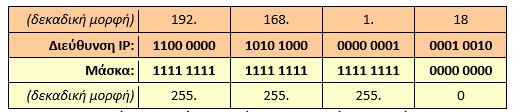 (δεκαδική μορφή) 192. 168. 1. 18
Διεύθυνση IP: 1100 0000 1010 1000 0000 0001 0001 0010
Μάσκα: 1111 1111 1111 1111 1111 1111 0000 0000
(δεκαδική μορφή) 255. 255. 255. 0